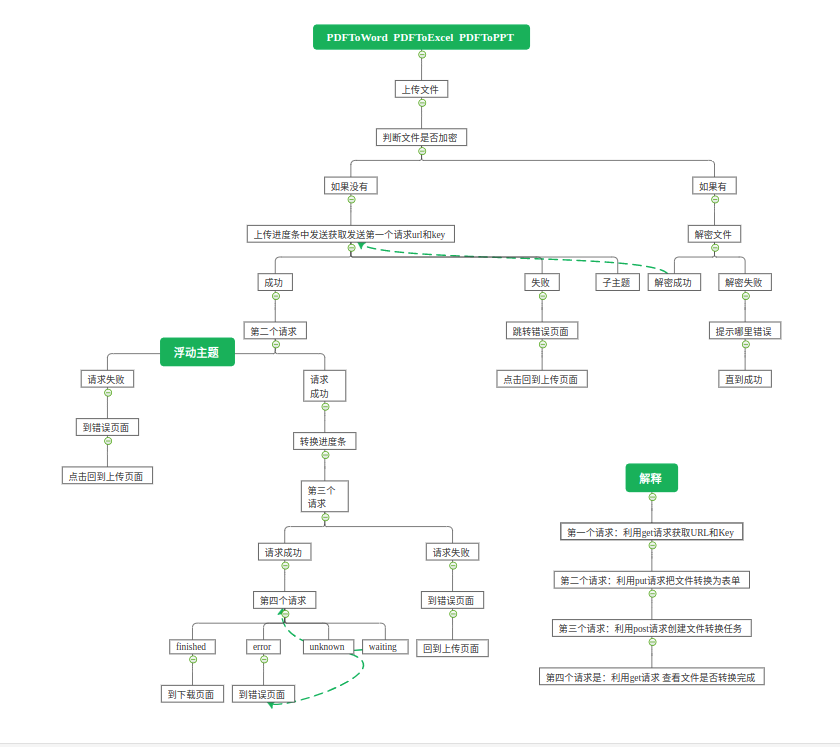 PDFToWord PDFToExcel PDFToPPT
上传文件
判断文件是否加密
如果没有
如果有
上传进度条中发送获取发送第一个请求url和key
解密文件
成功
失败
子主题
解密成功
解密失败
第二个请求
跳转错误页面
提示哪里错误
浮动主题
请求失败
请求
成功
点击回到上传页面
直到成功
到错误页面
转换进度条
点击回到上传页面
第三个
请求
解释
第一个请求：利用get请求获取URL和Key
请求成功
请求失败
第二个请求：利用put请求把文件转换为表单
第四个请求
到错误页面
第三个请求：利用post请求创建文件转换任务
finished
error
unknown
waiting
回到上传页面
第四个请求是：利用get请求 查看文件是否转换完成
到下载页面
到错误页面